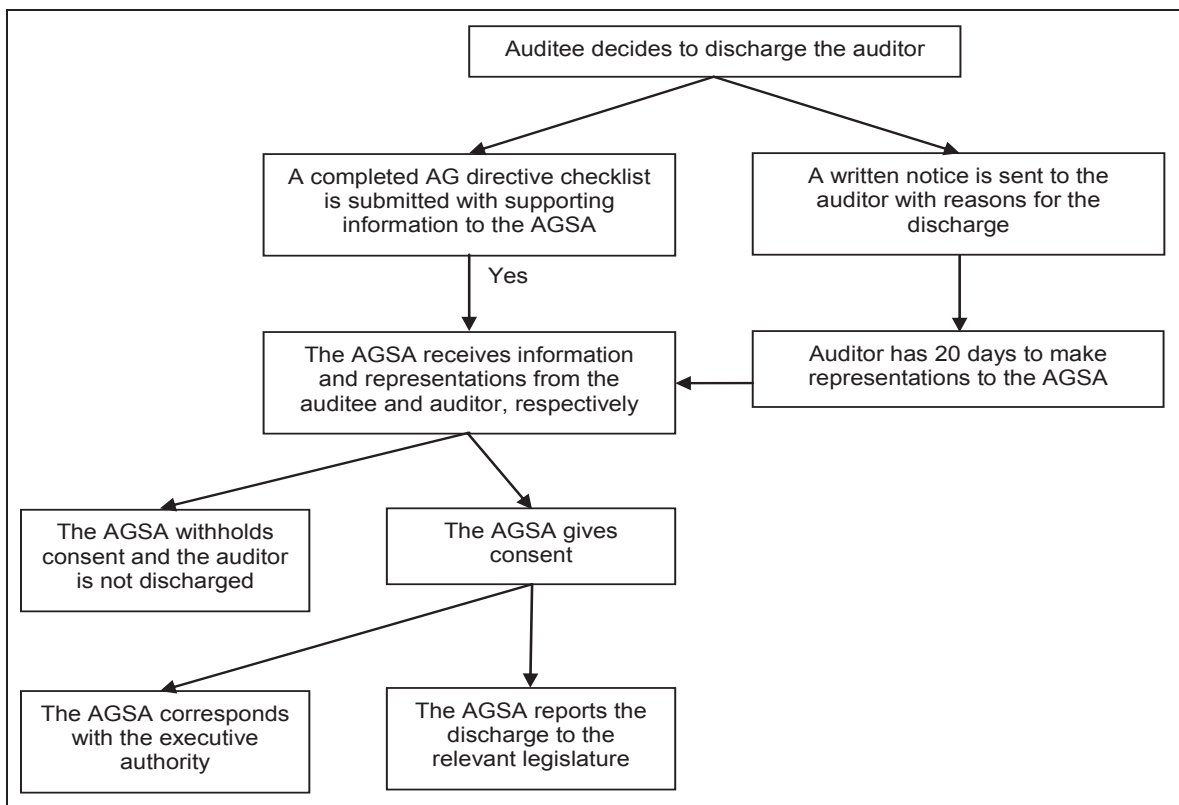 Auditee decides to discharge the auditor
A completed AG directive checklist
is submitted with supporting
information to the AGSA
A written notice is sent to the
auditor with reasons for the
discharge
Yes
The AGSA receives information
and representations from the
auditee and auditor, respectively
Auditor has 20 days to make
representations to the AGSA
The AGSA withholds
consent and the auditor
is not discharged
The AGSA gives
consent
The AGSA corresponds
with the executive
authority
The AGSA reports the
discharge to the
relevant legislature